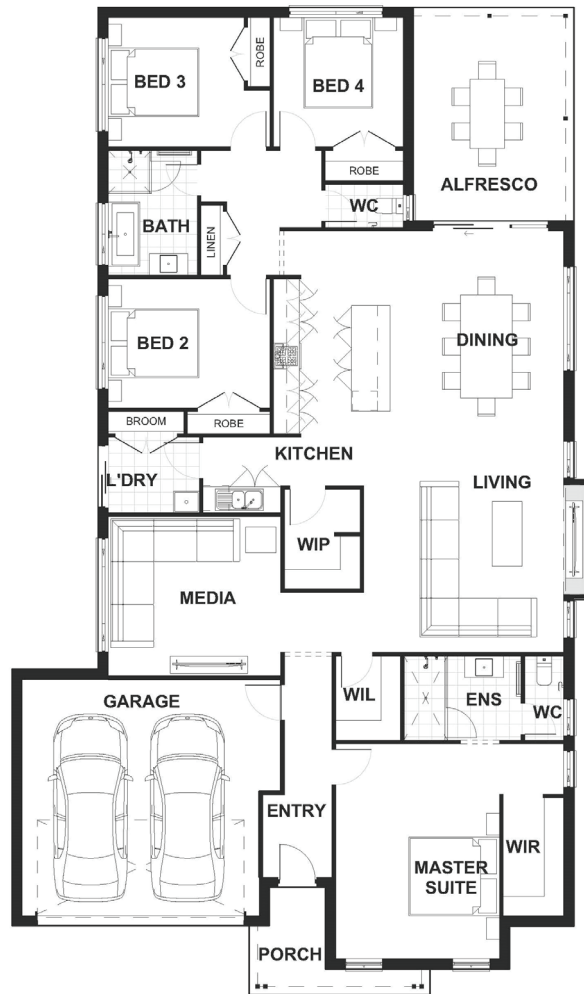 BED 3
ROBE
BED 4
ROBE
ALFRESCO
WC
BATH
LINEN
BED 2
DINING
BROOM
ROBE
KITCHEN
L'DRY
LIVING
WIP
MEDIA
GARAGE
WIL
ENS
WC
ENTRY
MASTER
SUITE
WIR
PORCH